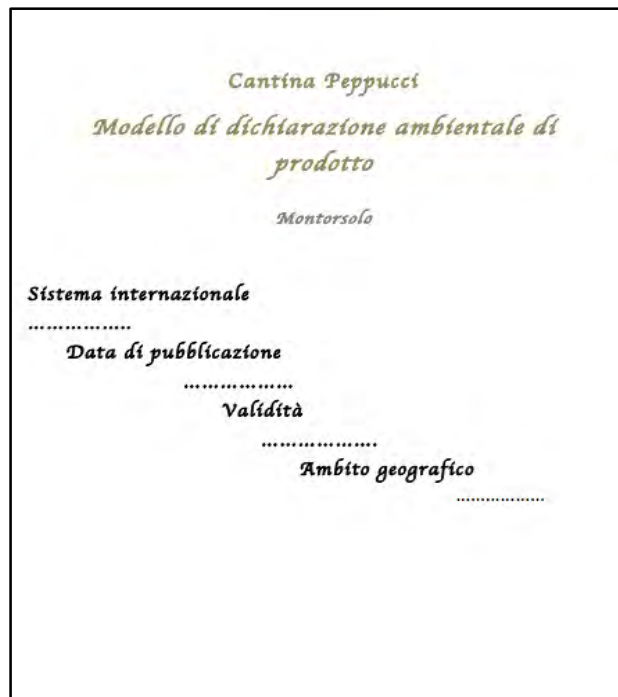 Cantina Peppucci
Modello di dichiarazione ambientale di
prodotto
Montorsolo
Sistema internazionale
……………..
Data di pubblicazione
………………
Validità
……………….
Ambito geografico
………………